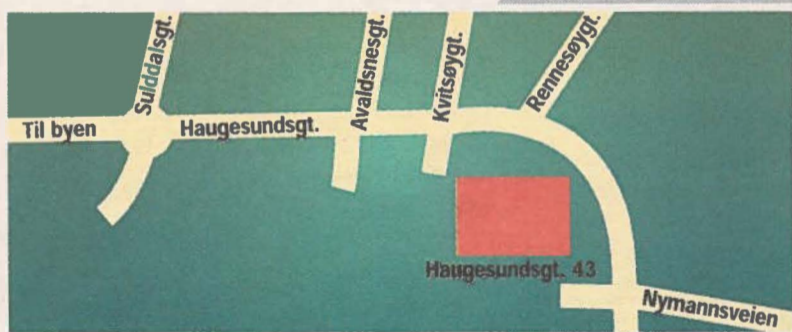 Sulddalsgt.
Avaldsnesgt.
Kvitsøygt.
Rennesøygt.
Til byen
Haugesundsgt.
Haugesundsgt. 43
Nymannsveien